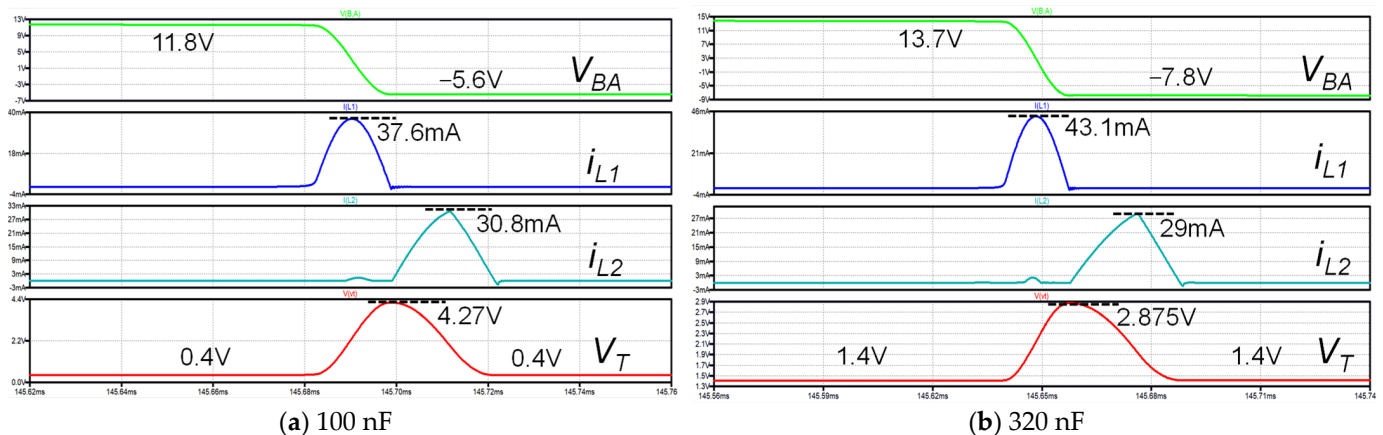 V(B,A)
13V
9V
5V
1V
-3V
-7V
11.8V
−5.6V
V_BA
I(L1)
40mA
18mA
-4mA
37.6mA
i_L1
I(L2)
33mA
27mA
21mA
15mA
9mA
3mA
-3mA
30.8mA
i_L2
V(vt)
4.4V
2.2V
0.0V
0.4V
4.27V
0.4V
V_T
145.62ms
145.64ms
145.66ms
145.68ms
145.70ms
145.72ms
145.74ms
145.76
(a) 100 nF
V(B,A)
15V
11V
7V
3V
-1V
-5V
-9V
13.7V
−7.8V
V_BA
I(L1)
46mA
21mA
-4mA
43.1mA
i_L1
I(L2)
27mA
21mA
15mA
9mA
3mA
-3mA
29mA
i_L2
V(vt)
2.9V
2.7V
2.5V
2.3V
2.1V
1.9V
1.7V
1.5V
1.3V
1.4V
2.875V
1.4V
V_T
145.56ms
145.59ms
145.62ms
145.65ms
145.68ms
145.71ms
145.74
(b) 320 nF